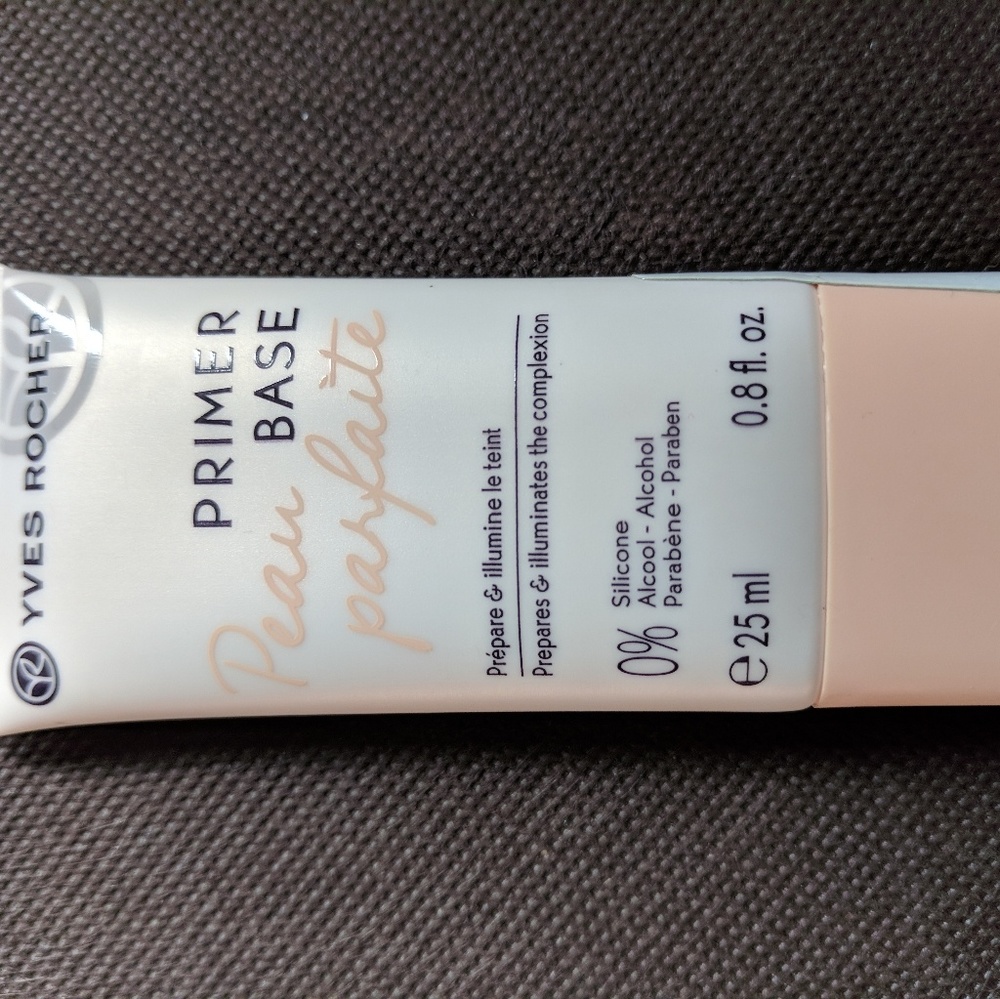 YVES ROCHER
PRIMER
BASE
Peau
parfaite
Prépare & illumine le teint
Prepares & illuminates the complexion
0%
Silicone
Alcool - Alcohol
Parabène - Paraben
℮ 25 ml 0.8 fl. oz.